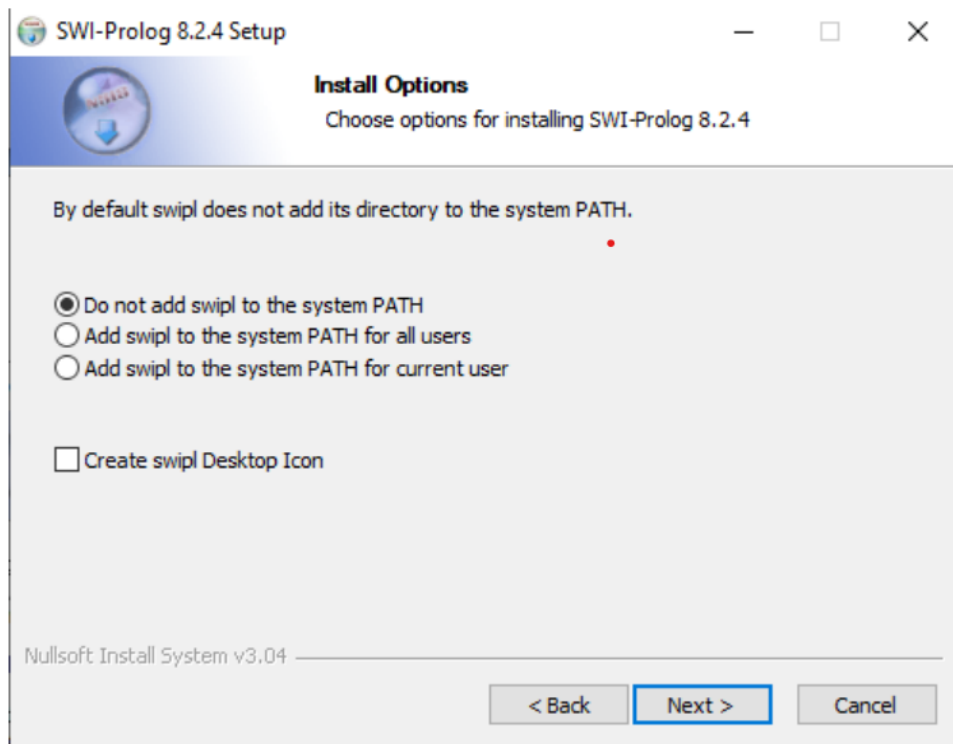 SWI-Prolog 8.2.4 Setup
Install Options
Choose options for installing SWI-Prolog 8.2.4
By default swipl does not add its directory to the system PATH.
Do not add swipl to the system PATH
Add swipl to the system PATH for all users
Add swipl to the system PATH for current user
Create swipl Desktop Icon
Nullsoft Install System v3.04
< Back
Next >
Cancel